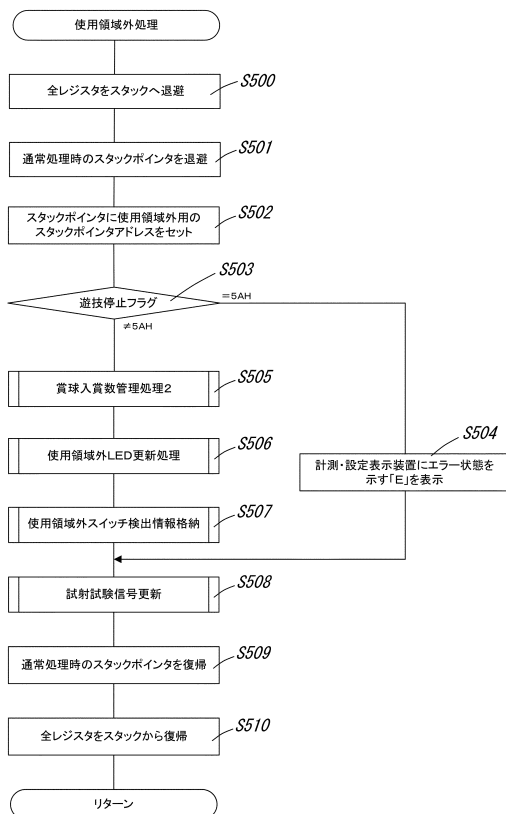 使用領域外処理
S500
全レジスタをスタックへ退避
S501
通常処理時のスタックポインタを退避
S502
スタックポインタに使用領域外用の
スタックポインタアドレスをセット
S503
遊技停止フラグ
=5AH
≠5AH
S505
賞球入賞数管理処理2
S504
計測・設定表示装置にエラー状態を
示す「E」を表示
S506
使用領域外LED更新処理
S507
使用領域外スイッチ検出情報格納
S508
試射試験信号更新
S509
通常処理時のスタックポインタを復帰
S510
全レジスタをスタックから復帰
リターン